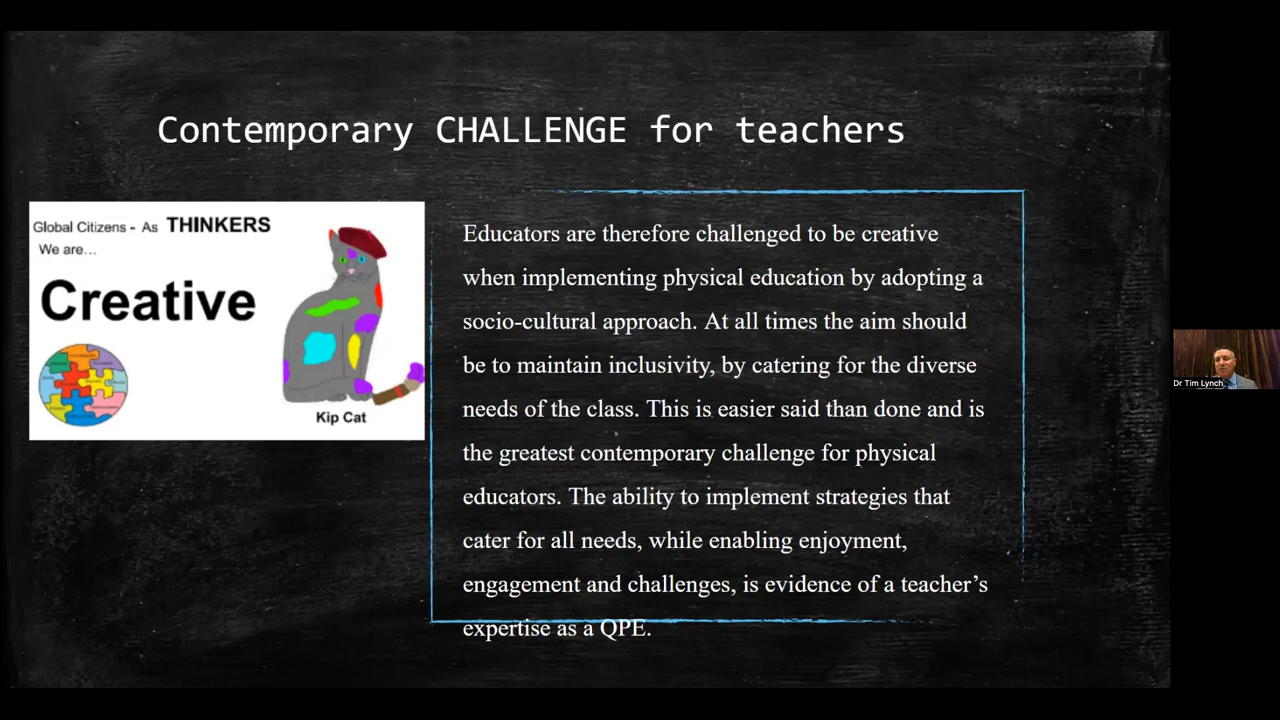 Contemporary CHALLENGE for teachers
Global Citizens - As THINKERS
We are...
Creative
Kip Cat
Educators are therefore challenged to be creative
when implementing physical education by adopting a
socio-cultural approach. At all times the aim should
be to maintain inclusivity, by catering for the diverse
needs of the class. This is easier said than done and is
the greatest contemporary challenge for physical
educators. The ability to implement strategies that
cater for all needs, while enabling enjoyment,
engagement and challenges, is evidence of a teacher’s
expertise as a QPE.
Dr Tim Lynch